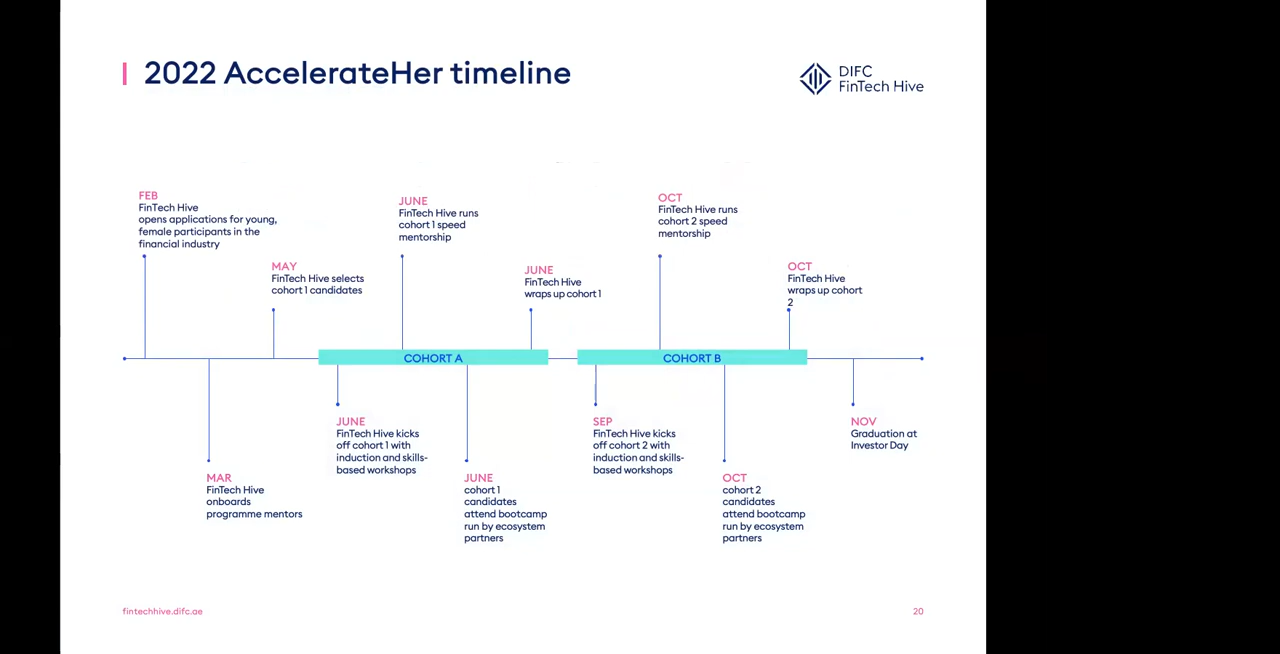 2022 AccelerateHer timeline
DIFC
FinTech Hive
FEB
FinTech Hive
opens applications for young,
female participants in the
financial industry
MAY
FinTech Hive selects
cohort 1 candidates
JUNE
FinTech Hive runs
cohort 1 speed
mentorship
JUNE
FinTech Hive
wraps up cohort 1
OCT
FinTech Hive runs
cohort 2 speed
mentorship
OCT
FinTech Hive
wraps up cohort
2
COHORT A
COHORT B
MAR
FinTech Hive
onboards
programme mentors
JUNE
FinTech Hive kicks
off cohort 1 with
induction and skills-
based workshops
JUNE
cohort 1
candidates
attend bootcamp
run by ecosystem
partners
SEP
FinTech Hive kicks
off cohort 2 with
induction and skills-
based workshops
OCT
cohort 2
candidates
attend bootcamp
run by ecosystem
partners
NOV
Graduation at
Investor Day
fintechhive.difc.ae
20